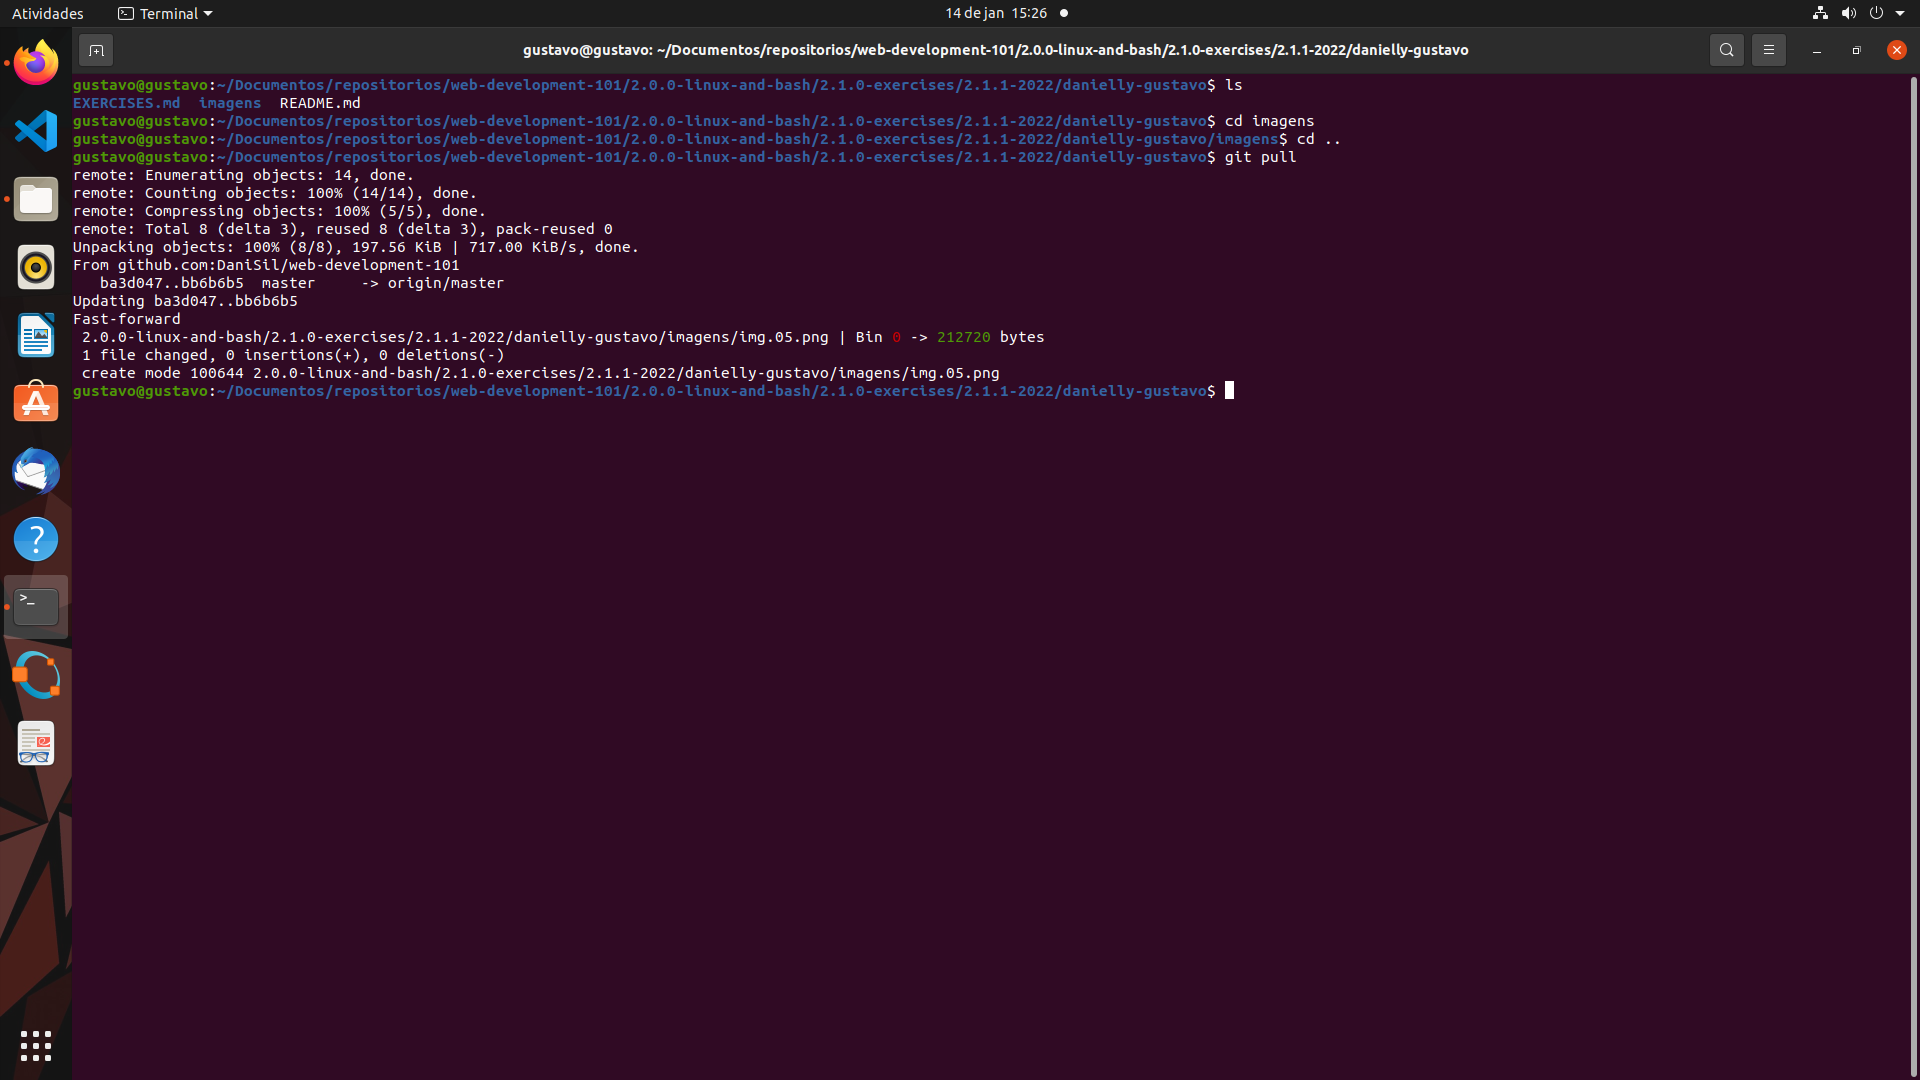 Atividades Terminal 14 de jan 15:26
gustavo@gustavo: ~/Documentos/repositorios/web-development-101/2.0.0-linux-and-bash/2.1.0-exercises/2.1.1-2022/danielly-gustavo
gustavo@gustavo:~/Documentos/repositorios/web-development-101/2.0.0-linux-and-bash/2.1.0-exercises/2.1.1-2022/danielly-gustavo$ ls
EXERCISES.md  imagens  README.md
gustavo@gustavo:~/Documentos/repositorios/web-development-101/2.0.0-linux-and-bash/2.1.0-exercises/2.1.1-2022/danielly-gustavo$ cd imagens
gustavo@gustavo:~/Documentos/repositorios/web-development-101/2.0.0-linux-and-bash/2.1.0-exercises/2.1.1-2022/danielly-gustavo/imagens$ cd ..
gustavo@gustavo:~/Documentos/repositorios/web-development-101/2.0.0-linux-and-bash/2.1.0-exercises/2.1.1-2022/danielly-gustavo$ git pull
remote: Enumerating objects: 14, done.
remote: Counting objects: 100% (14/14), done.
remote: Compressing objects: 100% (5/5), done.
remote: Total 8 (delta 3), reused 8 (delta 3), pack-reused 0
Unpacking objects: 100% (8/8), 197.56 KiB | 717.00 KiB/s, done.
From github.com:DaniSil/web-development-101
   ba3d047..bb6b6b5  master     -> origin/master
Updating ba3d047..bb6b6b5
Fast-forward
 2.0.0-linux-and-bash/2.1.0-exercises/2.1.1-2022/danielly-gustavo/imagens/img.05.png | Bin 0 -> 212720 bytes
 1 file changed, 0 insertions(+), 0 deletions(-)
 create mode 100644 2.0.0-linux-and-bash/2.1.0-exercises/2.1.1-2022/danielly-gustavo/imagens/img.05.png
gustavo@gustavo:~/Documentos/repositorios/web-development-101/2.0.0-linux-and-bash/2.1.0-exercises/2.1.1-2022/danielly-gustavo$